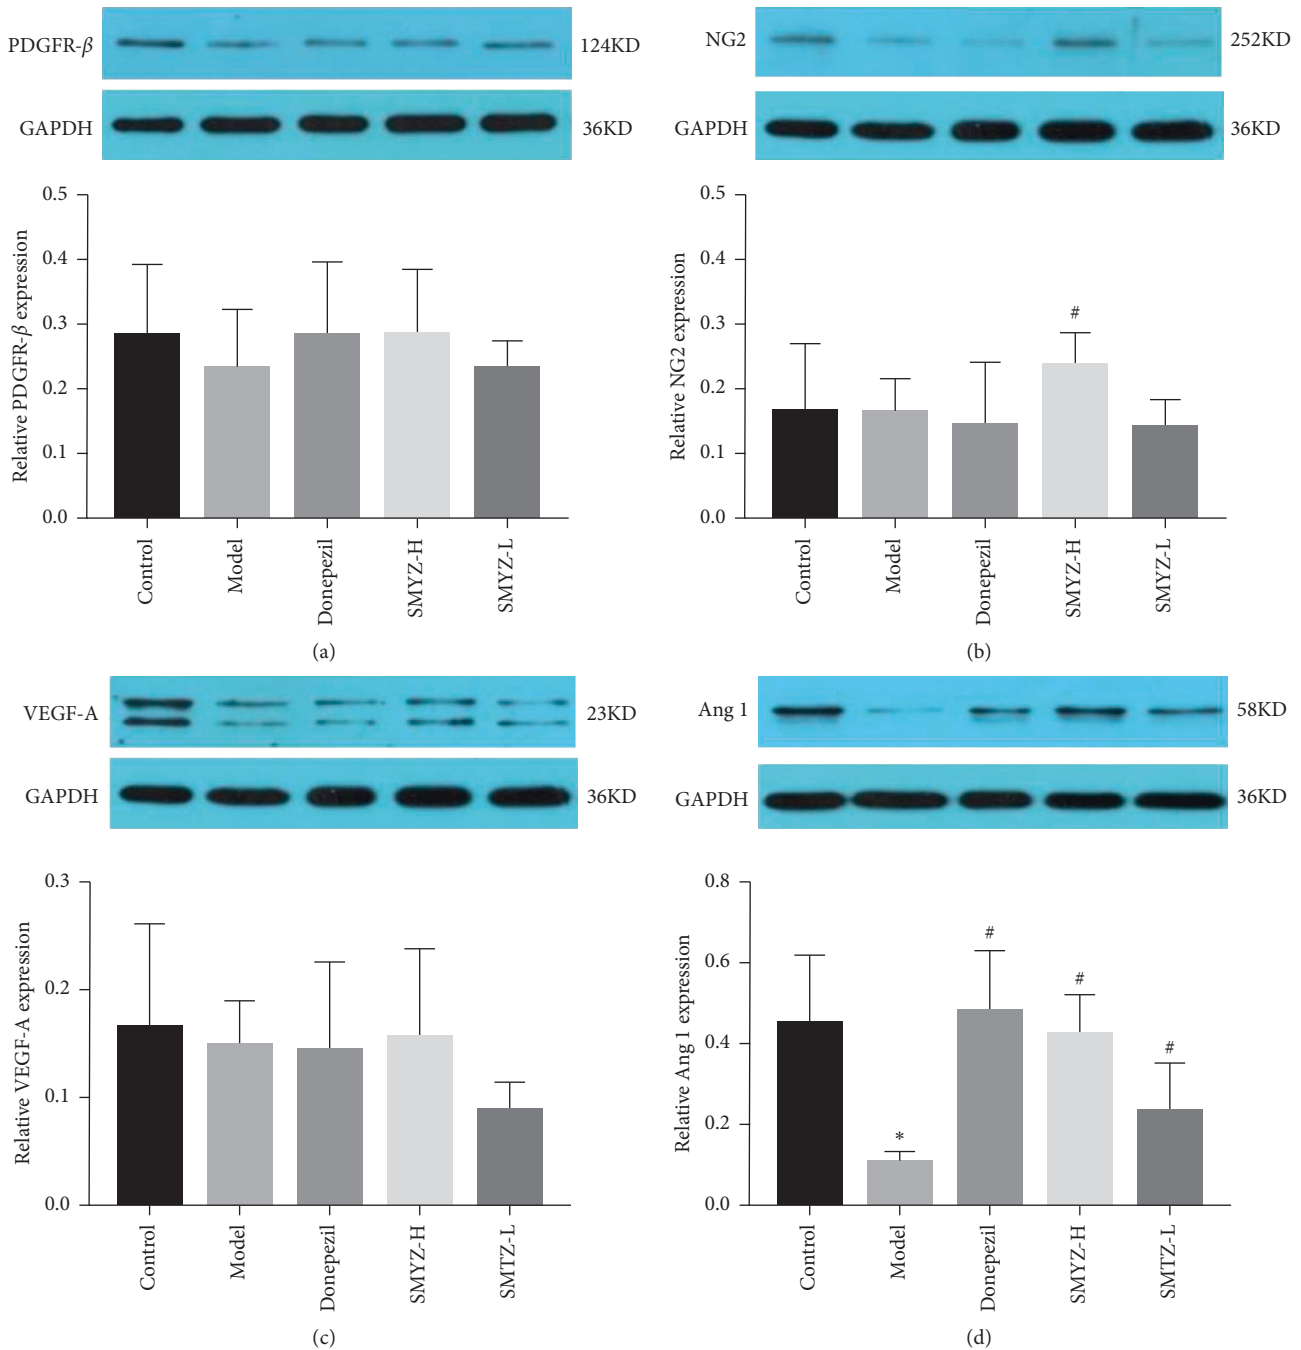 PDGFR-β
124KD
GAPDH
36KD
Relative PDGFR-β expression
0.5
0.4
0.3
0.2
0.1
0.0
Control
Model
Donepezil
SMYZ-H
SMYZ-L
(a)
NG2
252KD
GAPDH
36KD
Relative NG2 expression
0.5
0.4
0.3
0.2
0.1
0.0
#
Control
Model
Donepezil
SMYZ-H
SMYZ-L
(b)
VEGF-A
23KD
GAPDH
36KD
Relative VEGF-A expression
0.3
0.2
0.1
0.0
Control
Model
Donepezil
SMYZ-H
SMTZ-L
(c)
Ang 1
58KD
GAPDH
36KD
Relative Ang 1 expression
0.8
0.6
0.4
0.2
0.0
*
#
#
#
Control
Model
Donepezil
SMYZ-H
SMTZ-L
(d)